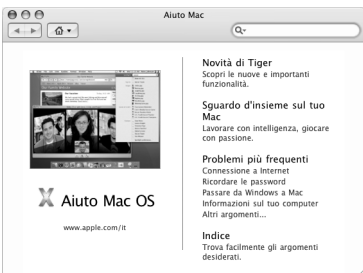 Aiuto Mac
Aiuto Mac OS
www.apple.com/it
Novità di Tiger
Scopri le nuove e importanti
funzionalità.
Sguardo d'insieme sul tuo
Mac
Lavorare con intelligenza, giocare
con passione.
Problemi più frequenti
Connessione a Internet
Ricordare le password
Passare da Windows a Mac
Informazioni sul tuo computer
Altri argomenti...
Indice
Trova facilmente gli argomenti
desiderati.